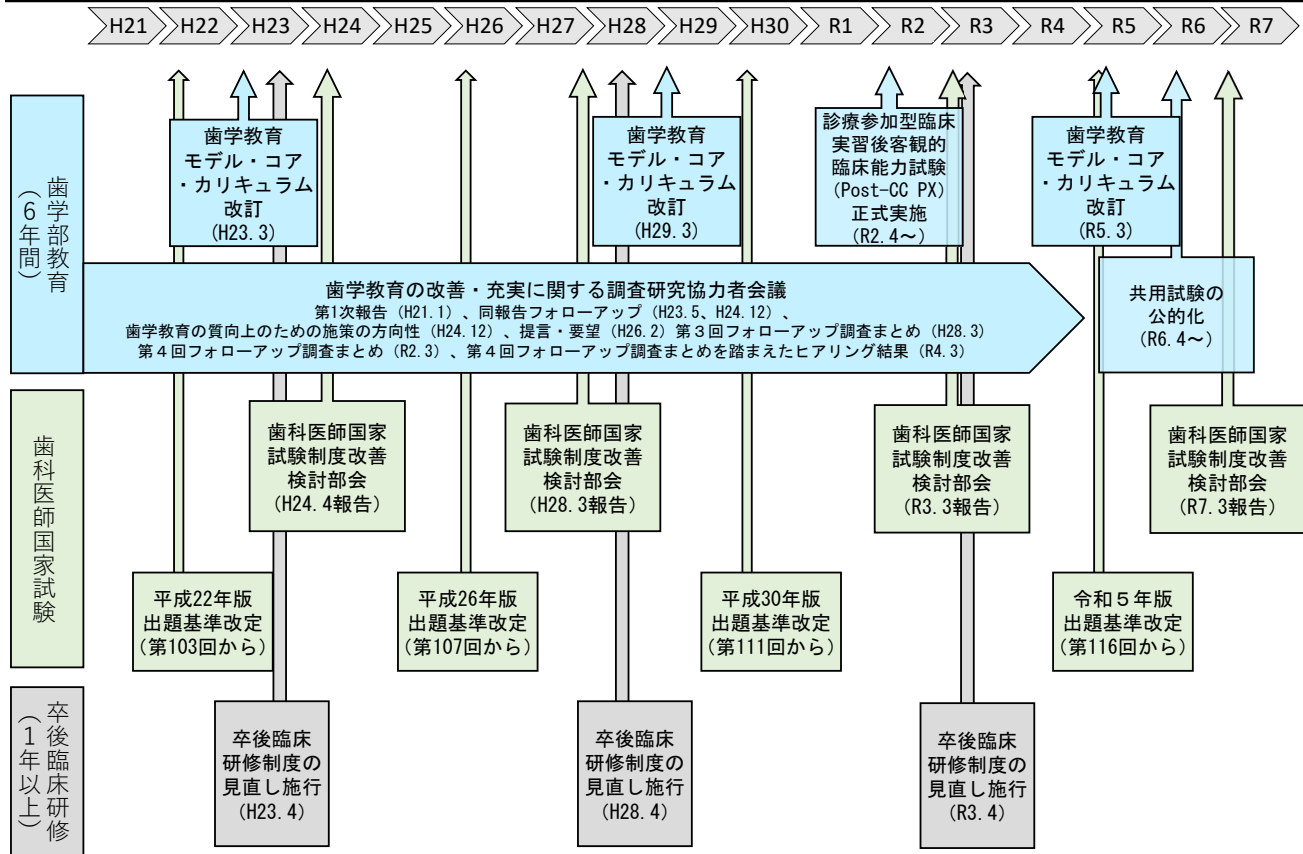 H21 H22 H23 H24 H25 H26 H27 H28 H29 H30 R1 R2 R3 R4 R5 R6 R7
歯学部教育
(6年間)
歯学教育
モデル・コア
・カリキュラム
改訂
(H23.3)
歯学教育
モデル・コア
・カリキュラム
改訂
(H29.3)
診療参加型臨床
実習後客観的
臨床能力試験
(Post-CC PX)
正式実施
(R2.4～)
歯学教育
モデル・コア
・カリキュラム
改訂
(R5.3)
歯学教育の改善・充実に関する調査研究協力者会議
第1次報告（H21.1）、同報告フォローアップ（H23.5、H24.12）、
歯学教育の質向上のための施策の方向性（H24.12）、提言・要望（H26.2）第３回フォローアップ調査まとめ（H28.3）
第４回フォローアップ調査まとめ（R2.3）、第４回フォローアップ調査まとめを踏まえたヒアリング結果（R4.3）
共用試験の
公的化
(R6.4～)
歯科医師国家試験
歯科医師国家
試験制度改善
検討部会
(H24.4報告)
歯科医師国家
試験制度改善
検討部会
(H28.3報告)
歯科医師国家
試験制度改善
検討部会
(R3.3報告)
歯科医師国家
試験制度改善
検討部会
(R7.3報告)
平成22年版
出題基準改定
(第103回から)
平成26年版
出題基準改定
(第107回から)
平成30年版
出題基準改定
(第111回から)
令和５年版
出題基準改定
(第116回から)
卒後臨床研修
(1年以上)
卒後臨床
研修制度の
見直し施行
(H23.4)
卒後臨床
研修制度の
見直し施行
(H28.4)
卒後臨床
研修制度の
見直し施行
(R3.4)